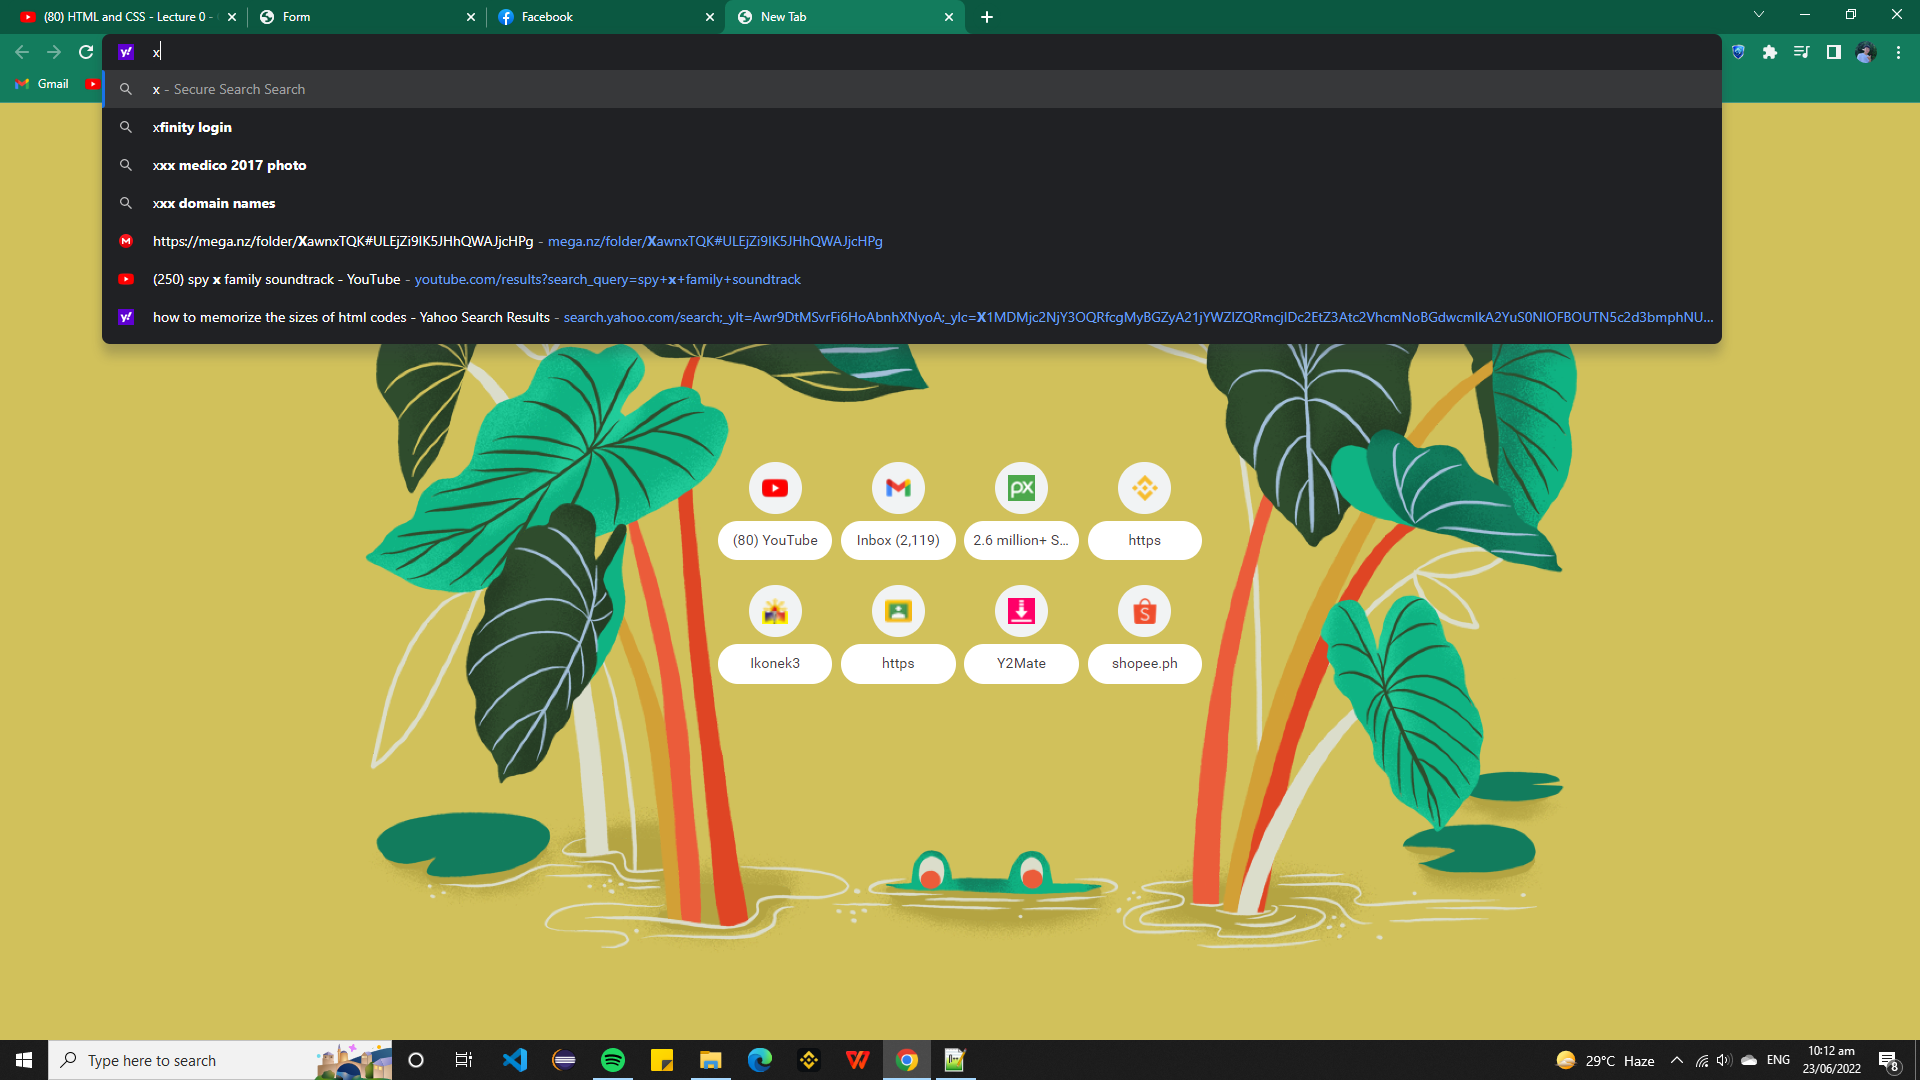 (80) HTML and CSS - Lecture 0 -
Form
Facebook
New Tab
x
Gmail
x - Secure Search Search
xfinity login
xxx medico 2017 photo
xxx domain names
https://mega.nz/folder/XawnxTQK#ULEjZi9IK5JHhQWAJjcHPg - mega.nz/folder/XawnxTQK#ULEjZi9IK5JHhQWAJjcHPg
(250) spy x family soundtrack - YouTube - youtube.com/results?search_query=spy+x+family+soundtrack
how to memorize the sizes of html codes - Yahoo Search Results - search.yahoo.com/search;_ylt=Awr9DtMSvrFi6HoAbnhXNyoA;_ylc=X1MDMjc2NjY3OQRfcgMyBGZyA21jYWZlZQRmcjIDc2EtZ3Atc2VhcmNoBGdwcmlkA2YuS0NIOFBOUTN5c2d3bmphNU...
(80) YouTube
Inbox (2,119)
2.6 million+ S...
https
Ikonek3
https
Y2Mate
shopee.ph
Type here to search
29°C Haze
ENG
10:12 am
23/06/2022
8